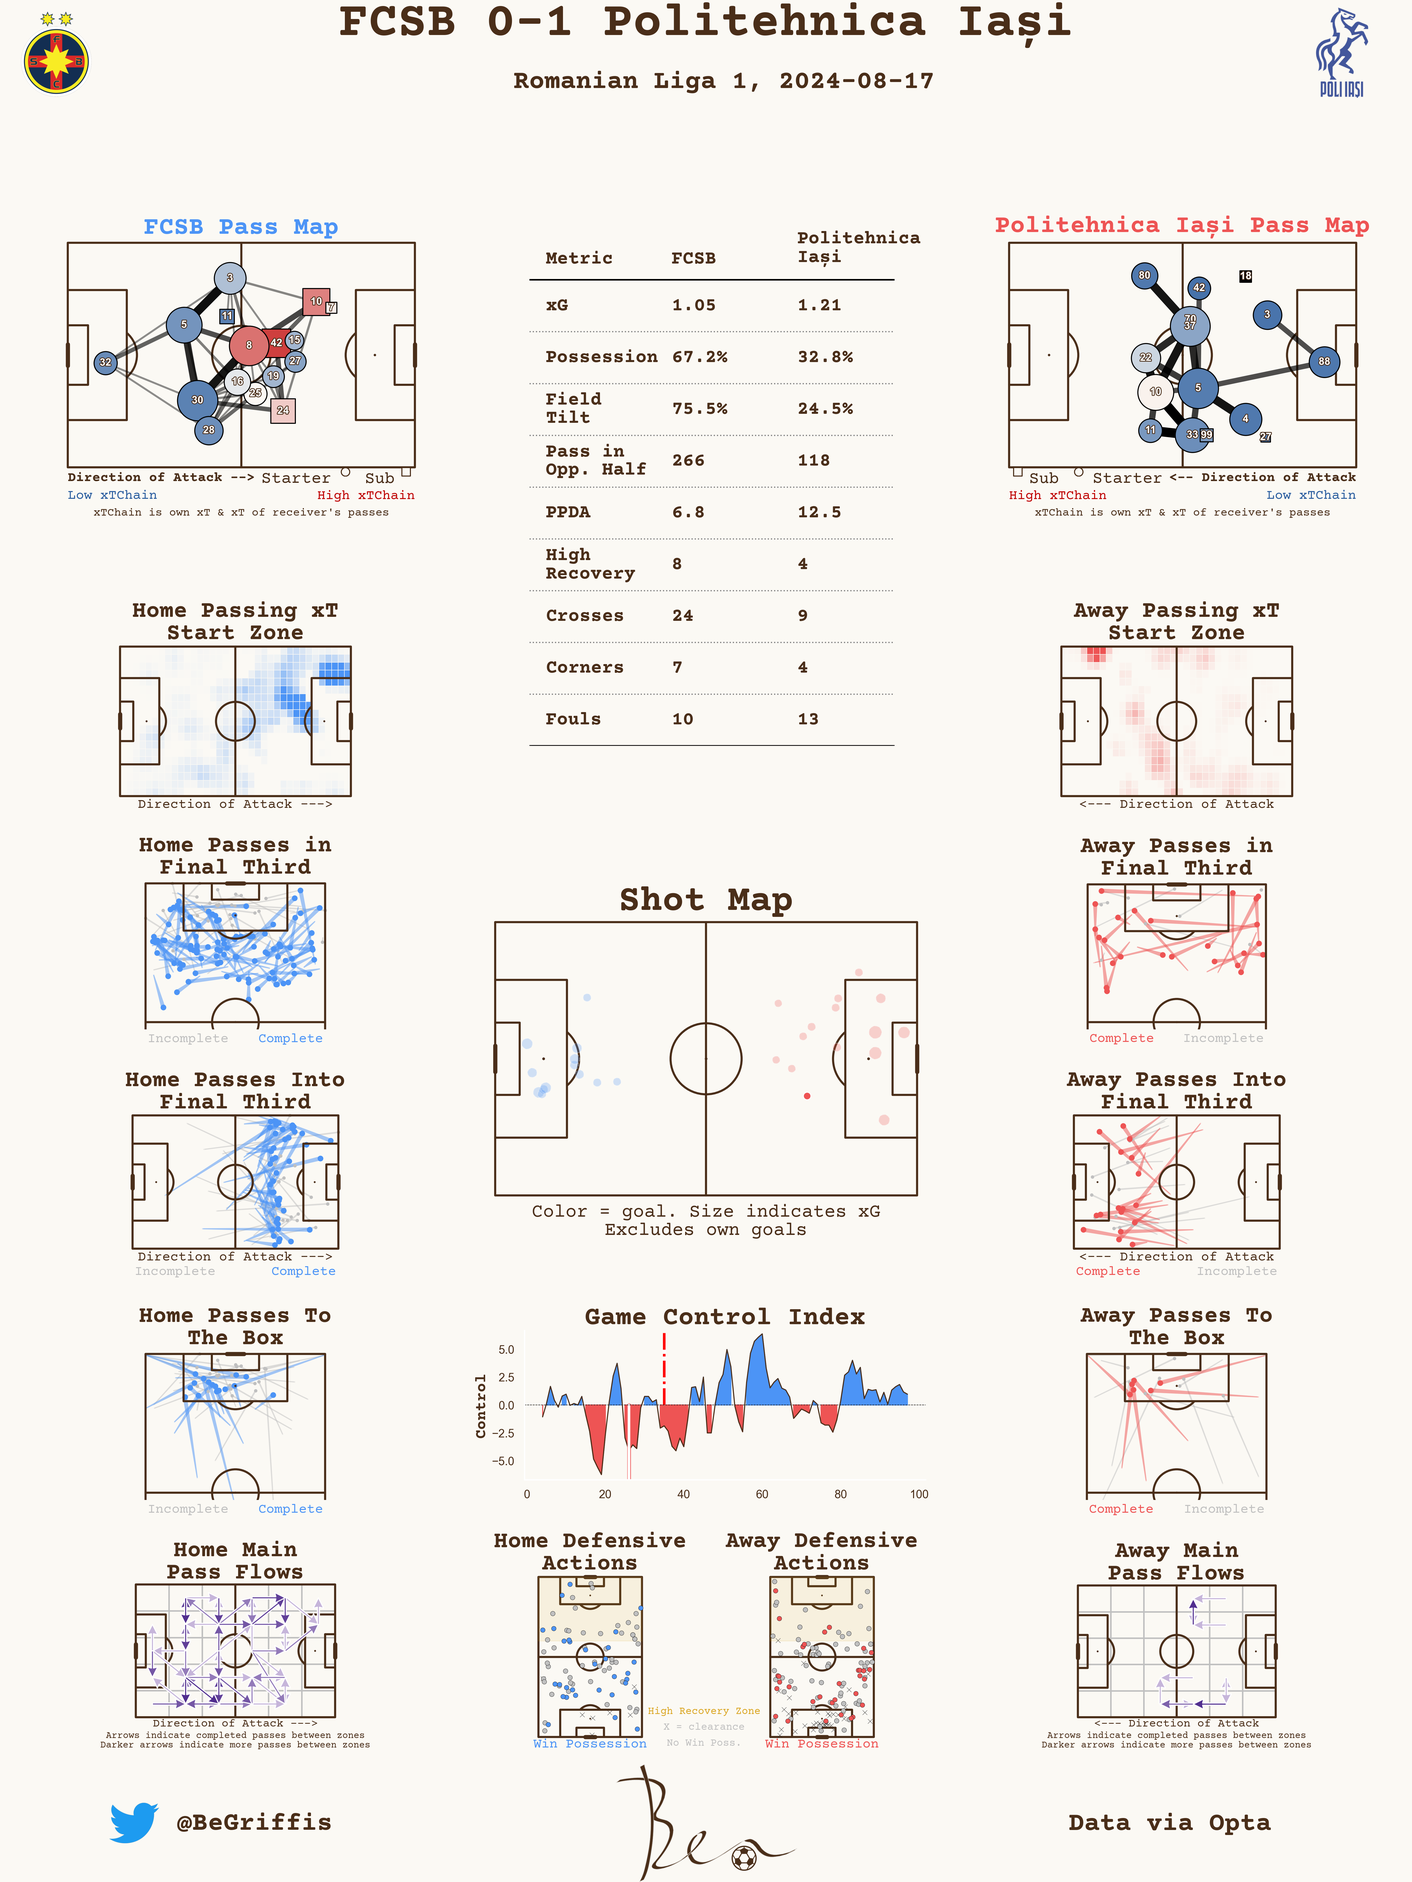 FCSB 0-1 Politehnica Iași
Romanian Liga 1, 2024-08-17
POLI IAȘI
FCSB Pass Map
3
10
7
11
5
8
42
15
32
27
16
19
25
30
24
28
Direction of Attack --> Starter Sub
Low xTChain High xTChain
xTChain is own xT & xT of receiver's passes
Metric FCSB Politehnica
Iași
xG 1.05 1.21
Possession 67.2% 32.8%
Field
Tilt 75.5% 24.5%
Pass in
Opp. Half 266 118
PPDA 6.8 12.5
High
Recovery 8 4
Crosses 24 9
Corners 7 4
Fouls 10 13
Politehnica Iași Pass Map
80
18
42
3
70
37
22
88
10
5
4
11
33
99
27
Sub Starter <-- Direction of Attack
High xTChain Low xTChain
xTChain is own xT & xT of receiver's passes
Home Passing xT
Start Zone
Direction of Attack --->
Away Passing xT
Start Zone
<--- Direction of Attack
Home Passes in
Final Third
Incomplete Complete
Away Passes in
Final Third
Complete Incomplete
Shot Map
Color = goal. Size indicates xG
Excludes own goals
Home Passes Into
Final Third
Direction of Attack --->
Incomplete Complete
Away Passes Into
Final Third
<--- Direction of Attack
Complete Incomplete
Home Passes To
The Box
Incomplete Complete
Game Control Index
Control
5.0
2.5
0.0
−2.5
−5.0
0 20 40 60 80 100
Away Passes To
The Box
Complete Incomplete
Home Main
Pass Flows
Direction of Attack --->
Arrows indicate completed passes between zones
Darker arrows indicate more passes between zones
Home Defensive
Actions
Win Possession
High Recovery Zone
X = clearance
No Win Poss.
Away Defensive
Actions
Win Possession
Away Main
Pass Flows
<--- Direction of Attack
Arrows indicate completed passes between zones
Darker arrows indicate more passes between zones
@BeGriffis
Ben
Data via Opta